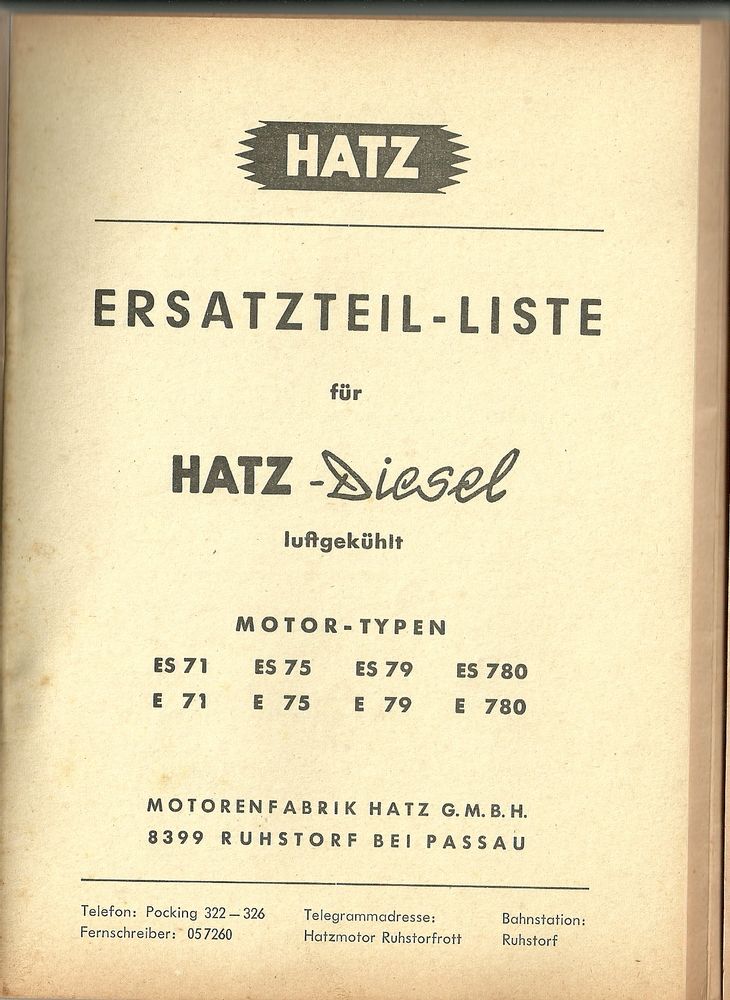 HATZ
ERSATZTEIL-LISTE
für
HATZ-Diesel
luftgekühlt
MOTOR-TYPEN
ES 71 ES 75 ES 79 ES 780
E 71 E 75 E 79 E 780
MOTORENFABRIK HATZ G.M.B.H.
8399 RUHSTORF BEI PASSAU
Telefon: Pocking 322–326 Telegrammadresse: Bahnstation:
Fernschreiber: 057260 Hatzmotor Ruhstorfrott Ruhstorf